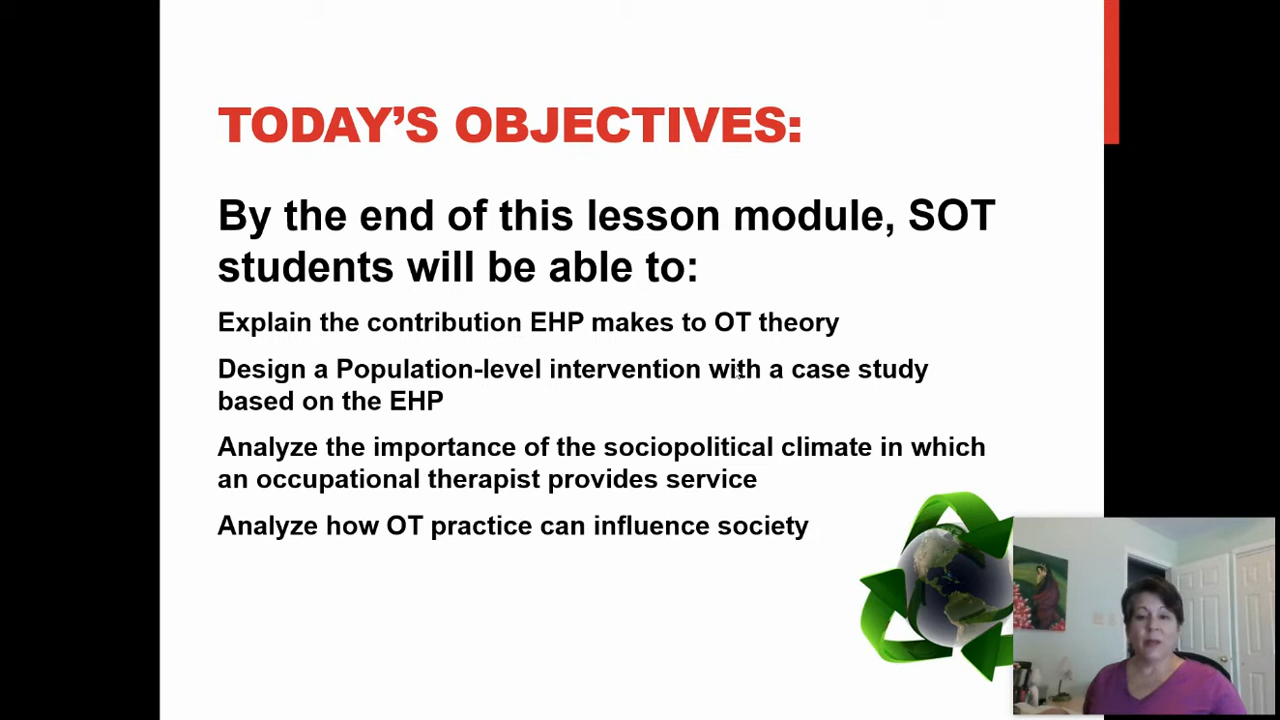 TODAY'S OBJECTIVES:
By the end of this lesson module, SOT
students will be able to:
Explain the contribution EHP makes to OT theory
Design a Population-level intervention with a case study
based on the EHP
Analyze the importance of the sociopolitical climate in which
an occupational therapist provides service
Analyze how OT practice can influence society